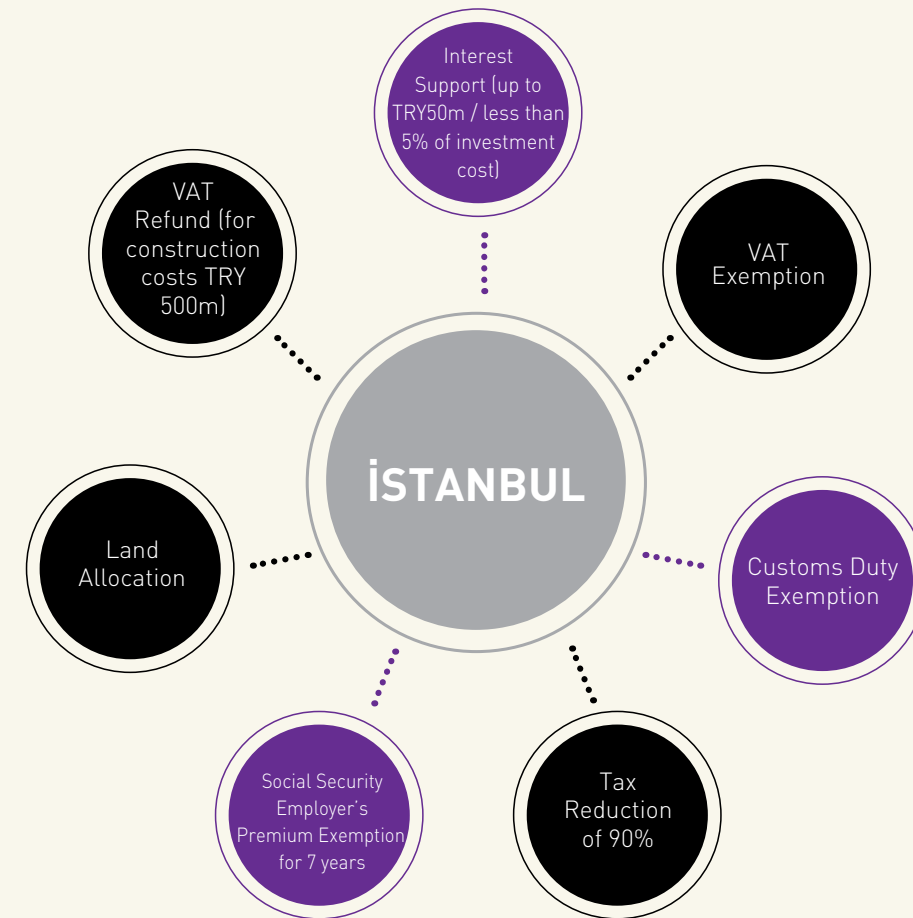 Interest
Support (up to
TRY50m / less than
5% of investment
cost)
VAT
Refund (for
construction
costs TRY
500m)
VAT
Exemption
İSTANBUL
Land
Allocation
Customs Duty
Exemption
Social Security
Employer's
Premium Exemption
for 7 years
Tax
Reduction
of 90%